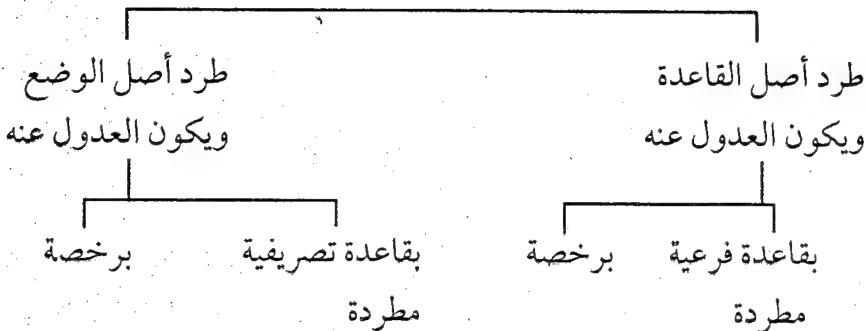 طرد أصل القاعدة
ويكون العدول عنه
طرد أصل الوضع
ويكون العدول عنه
بقاعدة فرعية
مطردة
برخصة
بقاعدة تصريفية
مطردة
برخصة